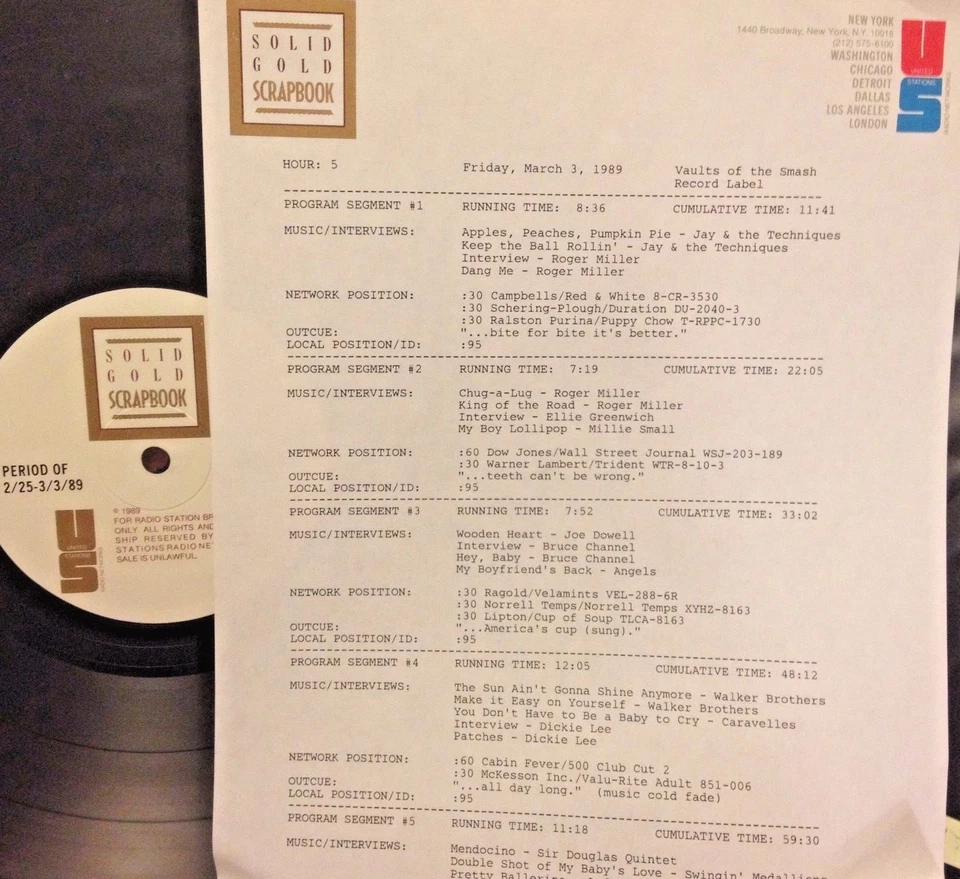 SOLID
GOLD
SCRAPBOOK
NEW YORK
1440 Broadway, New York, N.Y. 10018
(212) 575-6100
WASHINGTON
CHICAGO
DETROIT
DALLAS
LOS ANGELES
LONDON
U
UNITED
STATIONS
S
RADIO NETWORKS
HOUR: 5 Friday, March 3, 1989 Vaults of the Smash
Record Label
PROGRAM SEGMENT #1 RUNNING TIME: 8:36 CUMULATIVE TIME: 11:41
MUSIC/INTERVIEWS: Apples, Peaches, Pumpkin Pie - Jay & the Techniques
Keep the Ball Rollin' - Jay & the Techniques
Interview - Roger Miller
Dang Me - Roger Miller
NETWORK POSITION: :30 Campbells/Red & White 8-CR-3530
:30 Schering-Plough/Duration DU-2040-3
:30 Ralston Purina/Puppy Chow T-RPPC-1730
OUTCUE: "...bite for bite it's better."
LOCAL POSITION/ID: :95
PROGRAM SEGMENT #2 RUNNING TIME: 7:19 CUMULATIVE TIME: 22:05
MUSIC/INTERVIEWS: Chug-a-Lug - Roger Miller
King of the Road - Roger Miller
Interview - Ellie Greenwich
My Boy Lollipop - Millie Small
NETWORK POSITION: :60 Dow Jones/Wall Street Journal WSJ-203-189
:30 Warner Lambert/Trident WTR-8-10-3
OUTCUE: "...teeth can't be wrong."
LOCAL POSITION/ID: :95
PROGRAM SEGMENT #3 RUNNING TIME: 7:52 CUMULATIVE TIME: 33:02
MUSIC/INTERVIEWS: Wooden Heart - Joe Dowell
Interview - Bruce Channel
Hey, Baby - Bruce Channel
My Boyfriend's Back - Angels
NETWORK POSITION: :30 Ragold/Velamints VEL-288-6R
:30 Norrell Temps/Norrell Temps XYHZ-8163
:30 Lipton/Cup of Soup TLCA-8163
OUTCUE: "...America's cup (sung)."
LOCAL POSITION/ID: :95
PROGRAM SEGMENT #4 RUNNING TIME: 12:05 CUMULATIVE TIME: 48:12
MUSIC/INTERVIEWS: The Sun Ain't Gonna Shine Anymore - Walker Brothers
Make it Easy on Yourself - Walker Brothers
You Don't Have to Be a Baby to Cry - Caravelles
Interview - Dickie Lee
Patches - Dickie Lee
NETWORK POSITION: :60 Cabin Fever/500 Club Cut 2
:30 McKesson Inc./Valu-Rite Adult 851-006
OUTCUE: "...all day long." (music cold fade)
LOCAL POSITION/ID: :95
PROGRAM SEGMENT #5 RUNNING TIME: 11:18 CUMULATIVE TIME: 59:30
MUSIC/INTERVIEWS: Mendocino - Sir Douglas Quintet
Double Shot of My Baby's Love - Swingin'
Pretty
SOLID
GOLD
SCRAPBOOK
PERIOD OF
2/25-3/3/89
U
UNITED
STATIONS
S
© 1989
FOR RADIO STATION BR
ONLY. ALL RIGHTS AND
SHIP RESERVED BY
STATIONS RADIO NE
SALE IS UNLAWFUL.